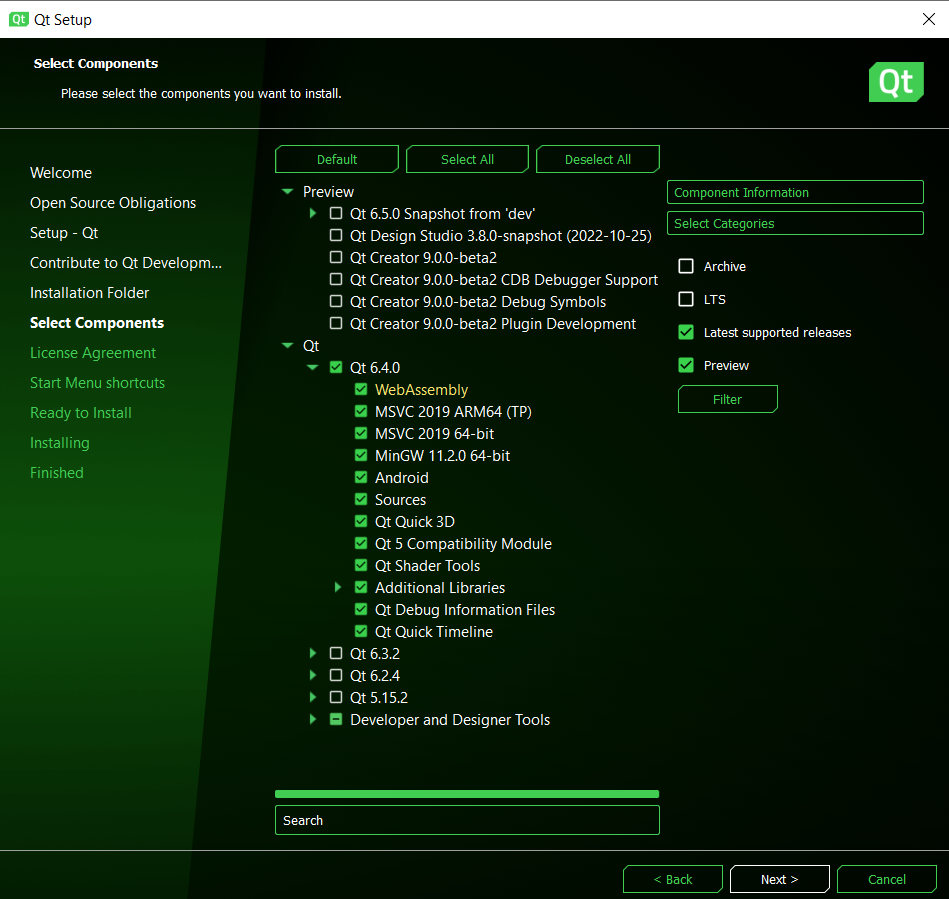 Qt Qt Setup
Select Components
Please select the components you want to install.
Qt
Welcome
Open Source Obligations
Setup - Qt
Contribute to Qt Developm...
Installation Folder
Select Components
License Agreement
Start Menu shortcuts
Ready to Install
Installing
Finished
Default Select All Deselect All
Preview
Qt 6.5.0 Snapshot from 'dev'
Qt Design Studio 3.8.0-snapshot (2022-10-25)
Qt Creator 9.0.0-beta2
Qt Creator 9.0.0-beta2 CDB Debugger Support
Qt Creator 9.0.0-beta2 Debug Symbols
Qt Creator 9.0.0-beta2 Plugin Development
Qt
Qt 6.4.0
WebAssembly
MSVC 2019 ARM64 (TP)
MSVC 2019 64-bit
MinGW 11.2.0 64-bit
Android
Sources
Qt Quick 3D
Qt 5 Compatibility Module
Qt Shader Tools
Additional Libraries
Qt Debug Information Files
Qt Quick Timeline
Qt 6.3.2
Qt 6.2.4
Qt 5.15.2
Developer and Designer Tools
Search
Component Information
Select Categories
Archive
LTS
Latest supported releases
Preview
Filter
< Back Next > Cancel